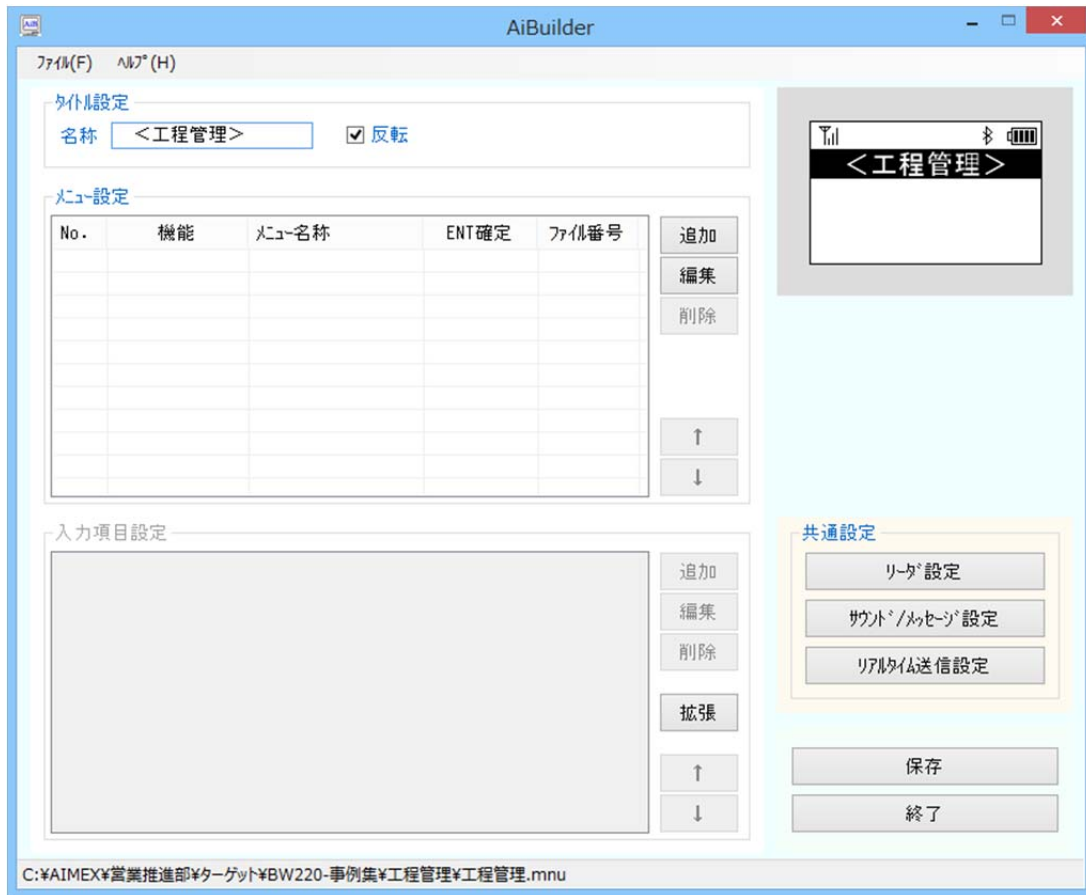 AiBuilder
ﾌｧｲﾙ(F) ﾍﾙﾌﾟ(H)
ﾀｲﾄﾙ設定
名称 ＜工程管理＞ 反転
ﾒﾆｭｰ設定
No. 機能 ﾒﾆｭｰ名称 ENT確定 ﾌｧｲﾙ番号
追加
編集
削除
↑
↓
入力項目設定
追加
編集
削除
拡張
↑
↓
＜工程管理＞
共通設定
ﾘｰﾀﾞ設定
ｻｳﾝﾄﾞ/ﾒｯｾｰｼﾞ設定
ﾘｱﾙﾀｲﾑ送信設定
保存
終了
C:¥AIMEX¥営業推進部¥ターゲット¥BW220-事例集¥工程管理¥工程管理.mnu